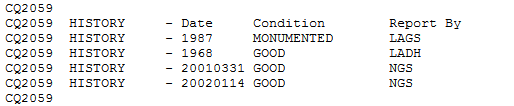 CQ2059
CQ2059  HISTORY     - Date     Condition        Report By
CQ2059  HISTORY     - 1987     MONUMENTED       LAGS
CQ2059  HISTORY     - 1968     GOOD             LADH
CQ2059  HISTORY     - 20010331 GOOD             NGS
CQ2059  HISTORY     - 20020114 GOOD             NGS
CQ2059